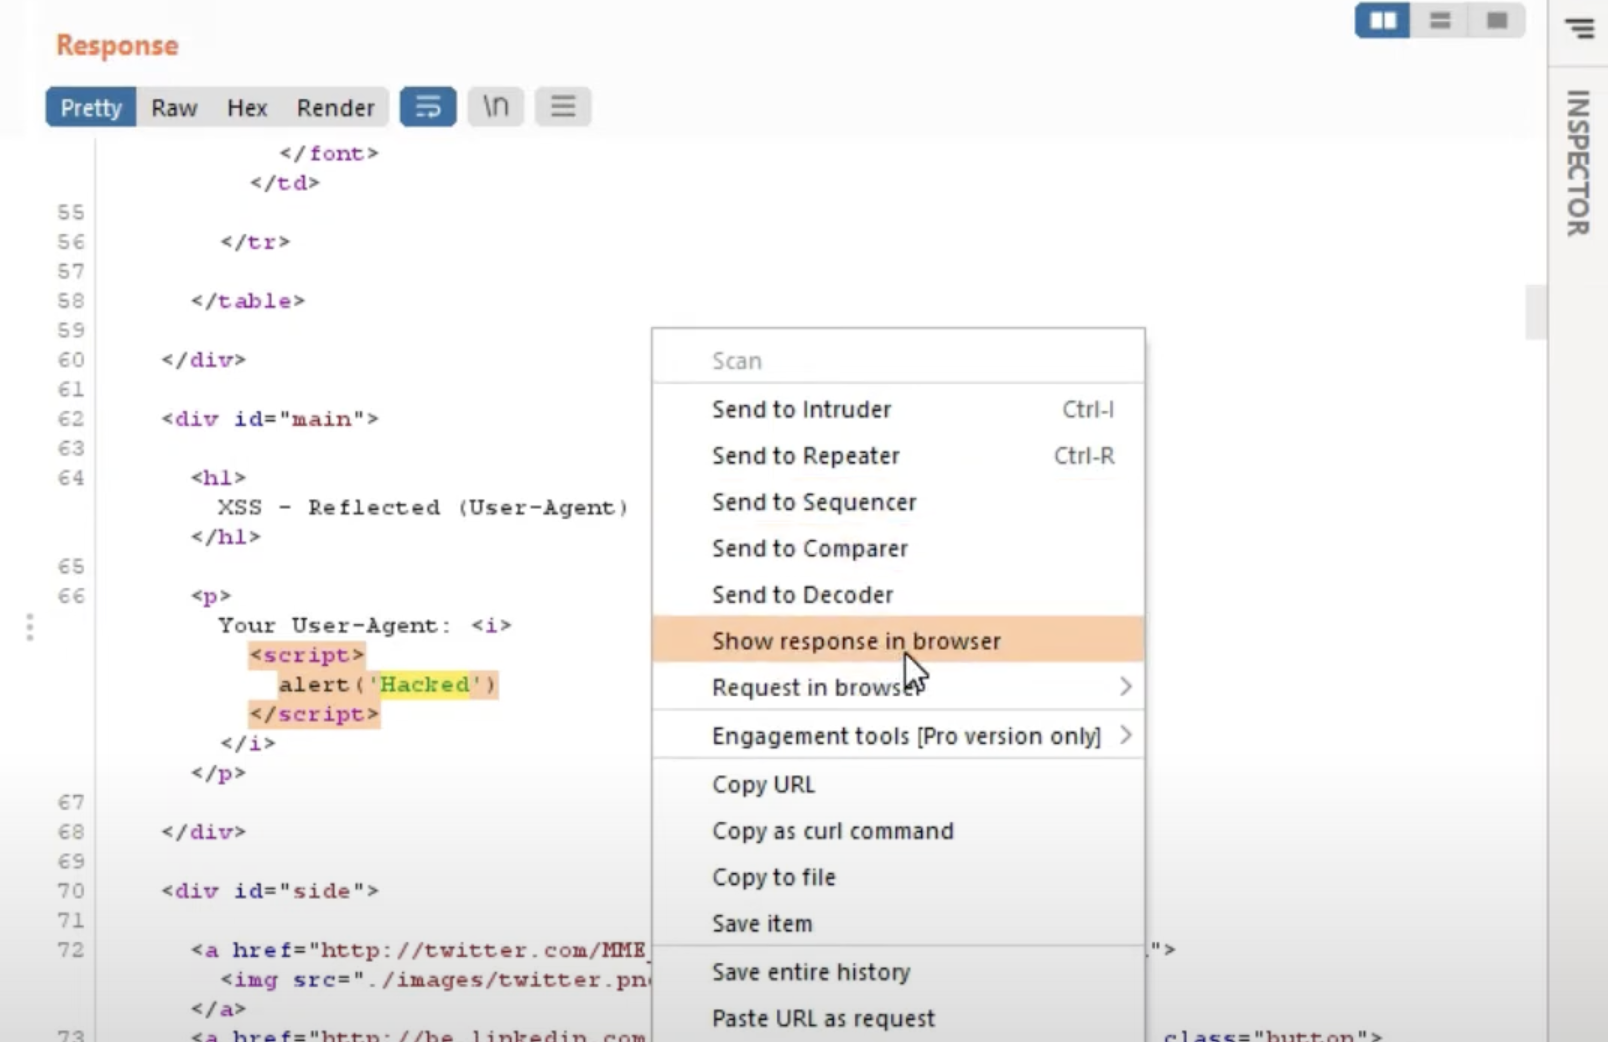 Response
Pretty Raw Hex Render \n
INSPECTOR
</font>
</td>
55
56 </tr>
57
58 </table>
59
60 </div>
61
62 <div id="main">
63
64 <h1>
XSS - Reflected (User-Agent)
</h1>
65
66 <p>
Your User-Agent: <i>
<script>
alert('Hacked')
</script>
</i>
</p>
67
68 </div>
69
70 <div id="side">
71
72 <a href="http://twitter.com/MME_ ">
<img src="./images/twitter.pn
</a>
73 <a href="http://be.linkedin.com class="button">
Scan
Send to Intruder Ctrl-I
Send to Repeater Ctrl-R
Send to Sequencer
Send to Comparer
Send to Decoder
Show response in browser
Request in browser
Engagement tools [Pro version only]
Copy URL
Copy as curl command
Copy to file
Save item
Save entire history
Paste URL as request